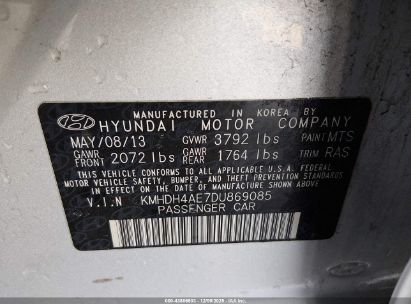 MANUFACTURED IN KOREA BY
HYUNDAI MOTOR COMPANY
MAY/08/13 GVWR 3792 lbs PAINT MTS
GAWR FRONT 2072 lbs GAWR REAR 1764 lbs TRIM RAS
THIS VEHICLE CONFORMS TO ALL APPLICABLE U.S.A. FEDERAL
MOTOR VEHICLE SAFETY, BUMPER, AND THEFT PREVENTION STANDARDS
IN EFFECT ON THE DATE OF MANUFACTURE SHOWN ABOVE.
V.I.N KMHDH4AE7DU869085
PASSENGER CAR